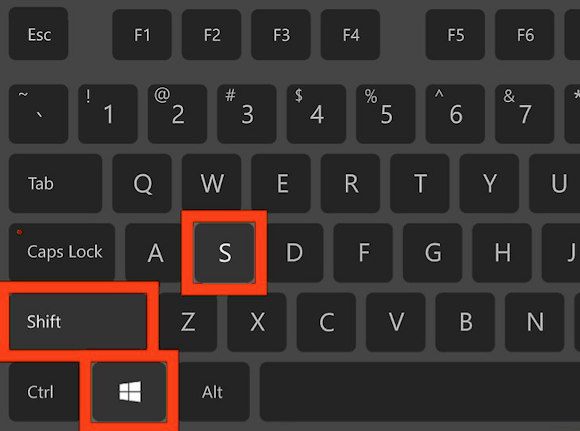 Esc F1 F2 F3 F4 F5 F6
~ ! @ # $ % ^ & *
` 1 2 3 4 5 6 7
Tab Q W E R T Y U
Caps Lock A S D F G H J
Shift Z X C V B N
Ctrl Alt